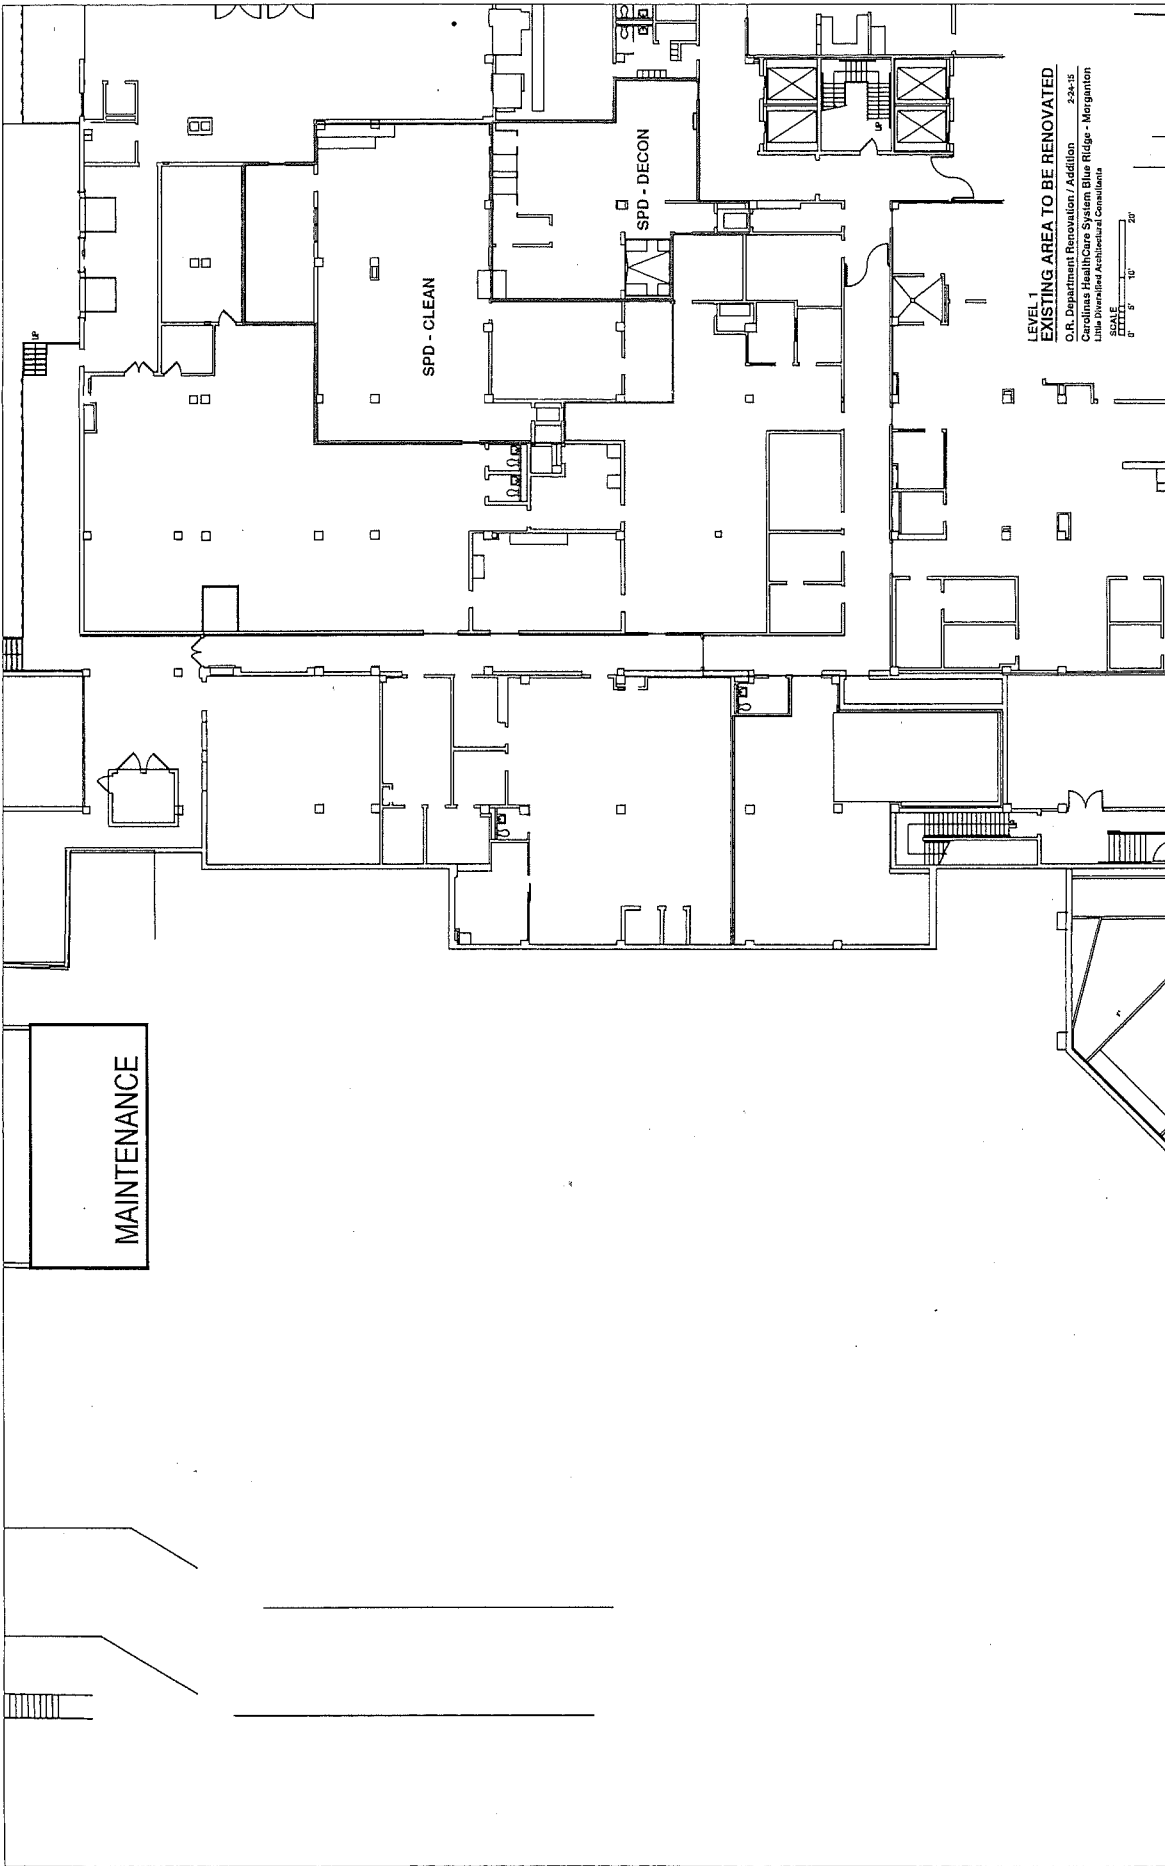 MAINTENANCE
UP
SPD - CLEAN
SPD - DECON
UP
LEVEL 1
EXISTING AREA TO BE RENOVATED
O.R. Department Renovation / Addition 2-24-15
Carolinas HealthCare System Blue Ridge - Morganton
Little Diversified Architectural Consultants
SCALE
0' 5' 10' 20'